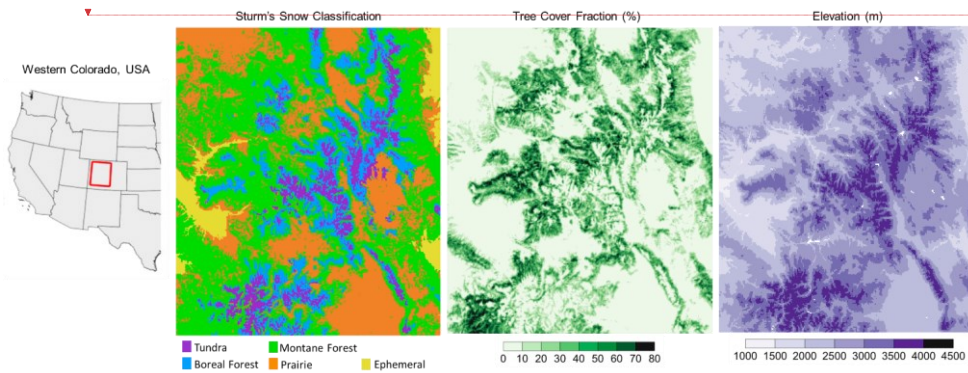 Sturm's Snow Classification
Tree Cover Fraction (%)
Elevation (m)
Western Colorado, USA
Tundra
Montane Forest
Boreal Forest
Prairie
Ephemeral
0 10 20 30 40 50 60 70 80
1000 1500 2000 2500 3000 3500 4000 4500